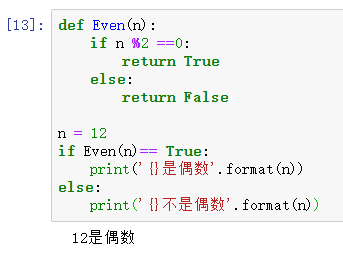 [13]: def Even(n):
    if n %2 ==0:
        return True
    else:
        return False

n = 12
if Even(n)== True:
    print('{}是偶数'.format(n))
else:
    print('{}不是偶数'.format(n))
12是偶数